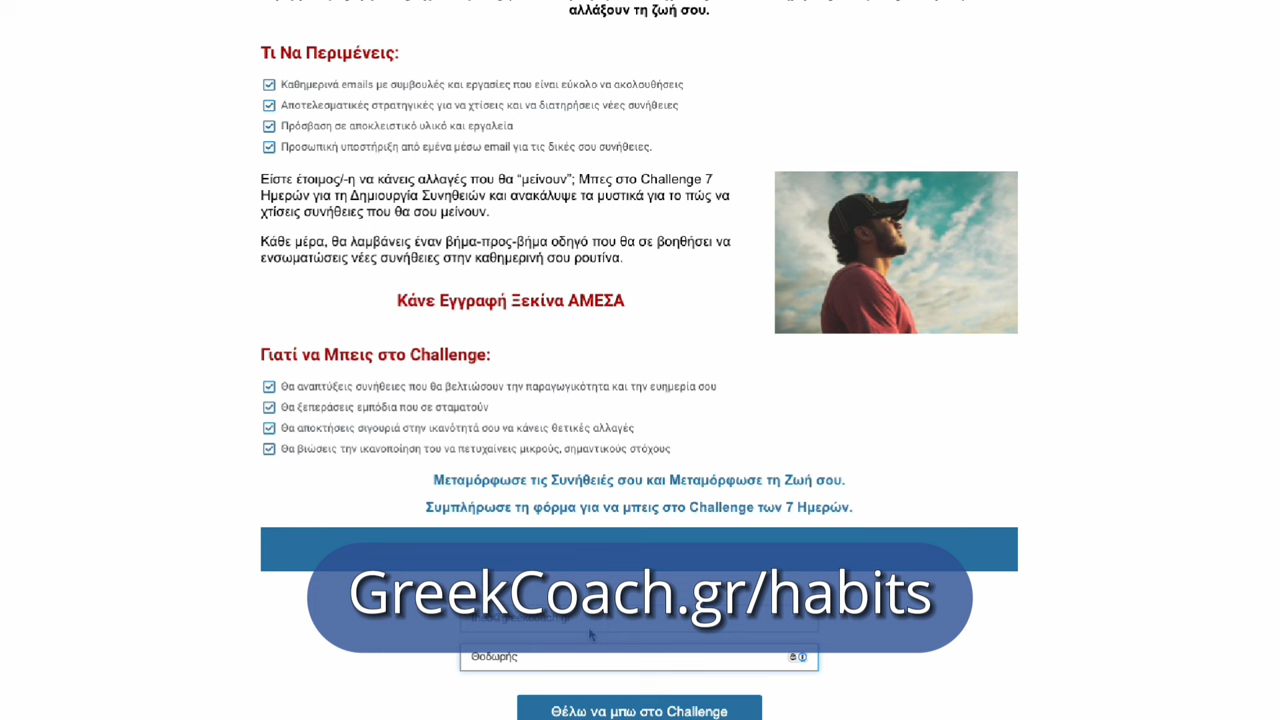 αλλάξουν τη ζωή σου.
Τι Να Περιμένεις:
Καθημερινά emails με συμβουλές και εργασίες που είναι εύκολο να ακολουθήσεις
Αποτελεσματικές στρατηγικές για να χτίσεις και να διατηρήσεις νέες συνήθειες
Πρόσβαση σε αποκλειστικό υλικό και εργαλεία
Προσωπική υποστήριξη από εμένα μέσω email για τις δικές σου συνήθειες.
Είστε έτοιμος/-η να κάνεις αλλαγές που θα “μείνουν”; Μπες στο Challenge 7
Ημερών για τη Δημιουργία Συνηθειών και ανακάλυψε τα μυστικά για το πώς να
χτίσεις συνήθειες που θα σου μείνουν.
Κάθε μέρα, θα λαμβάνεις έναν βήμα-προς-βήμα οδηγό που θα σε βοηθήσει να
ενσωματώσεις νέες συνήθειες στην καθημερινή σου ρουτίνα.
Κάνε Εγγραφή Ξεκίνα ΑΜΕΣΑ
Γιατί να Μπεις στο Challenge:
Θα αναπτύξεις συνήθειες που θα βελτιώσουν την παραγωγικότητα και την ευημερία σου
Θα ξεπεράσεις εμπόδια που σε σταματούν
Θα αποκτήσεις σιγουριά στην ικανότητά σου να κάνεις θετικές αλλαγές
Θα βιώσεις την ικανοποίηση του να πετυχαίνεις μικρούς, σημαντικούς στόχους
Μεταμόρφωσε τις Συνήθειές σου και Μεταμόρφωσε τη Ζωή σου.
Συμπλήρωσε τη φόρμα για να μπεις στο Challenge των 7 Ημερών.
GreekCoach.gr/habits
Θοδωρής
Θέλω να μπω στο Challenge